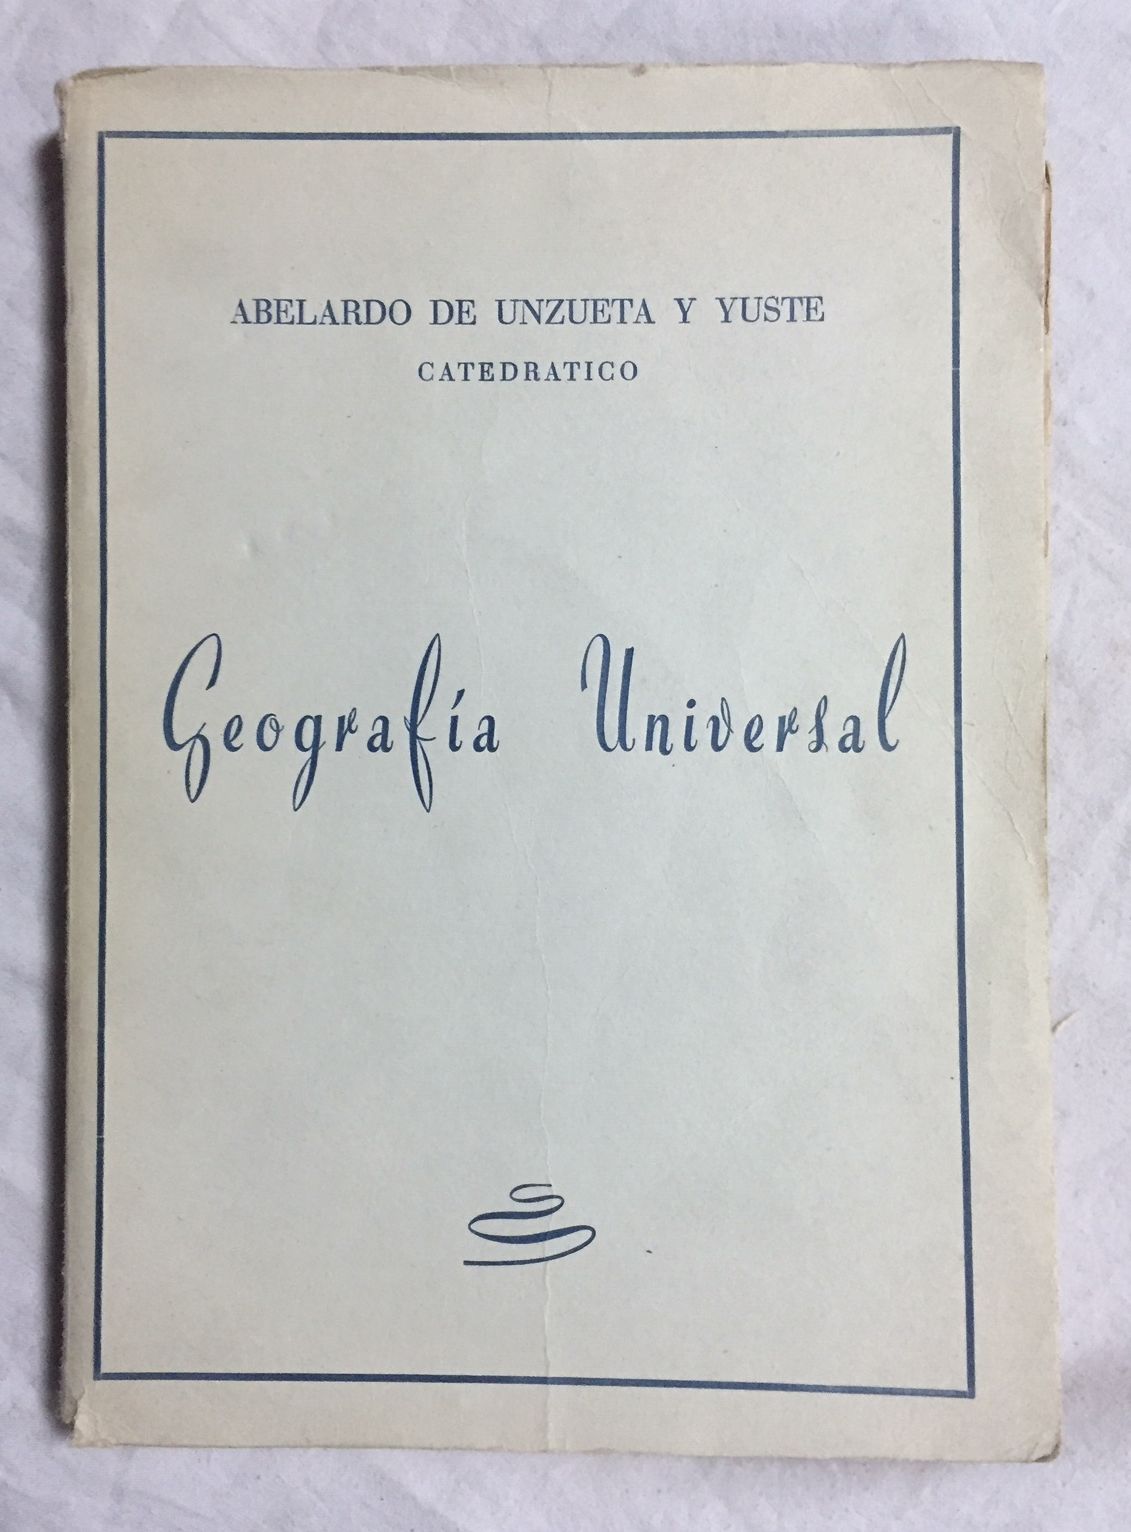 ABELARDO DE UNZUETA Y YUSTE
CATEDRATICO
Geografía Universal